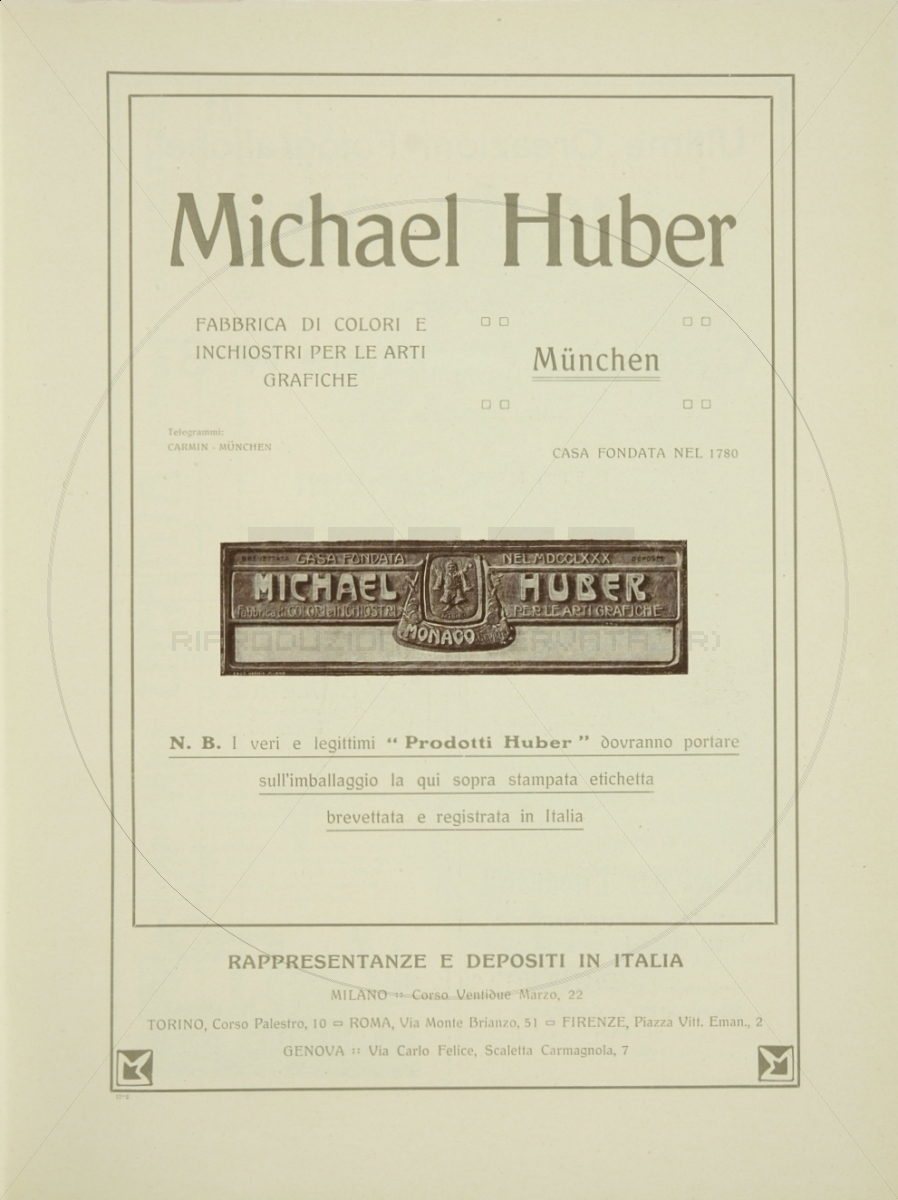 Michael Huber
FABBRICA DI COLORI E
INCHIOSTRI PER LE ARTI
GRAFICHE
München
Telegrammi:
CARMIN - MÜNCHEN
CASA FONDATA NEL 1780
CASA FONDATA NEL MDCCLXXX
MICHAEL HUBER
COLORI e INCHIOSTRI PER LE ARTI GRAFICHE
MONACO
N. B. I veri e legittimi “ Prodotti Huber ” dovranno portare
sull'imballaggio la qui sopra stampata etichetta
brevettata e registrata in Italia
RAPPRESENTANZE E DEPOSITI IN ITALIA
MILANO :: Corso Ventidue Marzo, 22
TORINO, Corso Palestro, 10 = ROMA, Via Monte Brianzo, 51 = FIRENZE, Piazza Vitt. Eman., 2
GENOVA :: Via Carlo Felice, Scaletta Carmagnola, 7